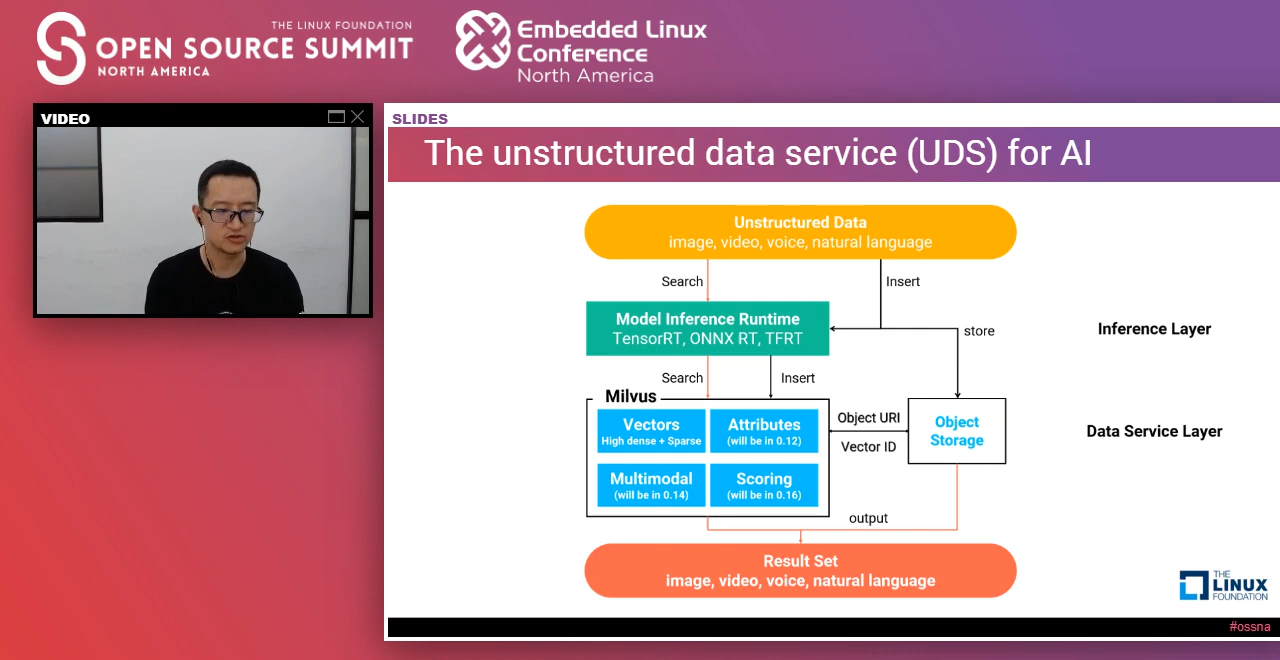 THE LINUX FOUNDATION
OPEN SOURCE SUMMIT
NORTH AMERICA
Embedded Linux
Conference
North America
VIDEO
SLIDES
The unstructured data service (UDS) for AI
Unstructured Data
image, video, voice, natural language
Search
Insert
Model Inference Runtime
TensorRT, ONNX RT, TFRT
store
Inference Layer
Search
Insert
Milvus
Vectors
High dense + Sparse
Attributes
(will be in 0.12)
Object URI
Vector ID
Object
Storage
Data Service Layer
Multimodal
(will be in 0.14)
Scoring
(will be in 0.16)
output
Result Set
image, video, voice, natural language
THE
LINUX
FOUNDATION
#ossna